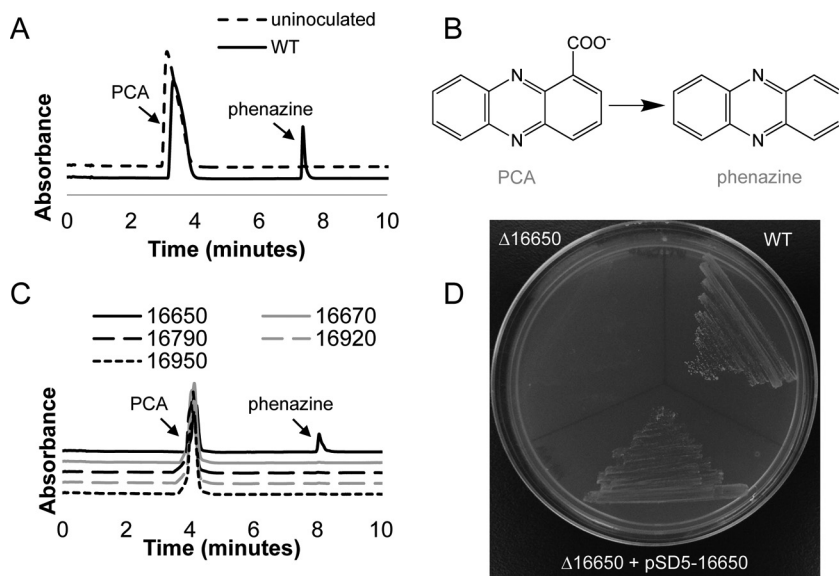 A
uninoculated
WT
PCA
phenazine
Absorbance
0 2 4 6 8 10
Time (minutes)
B
COO-
N
N
N
N
PCA
phenazine
C
16650
16670
16790
16920
16950
PCA
phenazine
Absorbance
0 2 4 6 8 10
Time (minutes)
D
Δ16650
WT
Δ16650 + pSD5-16650